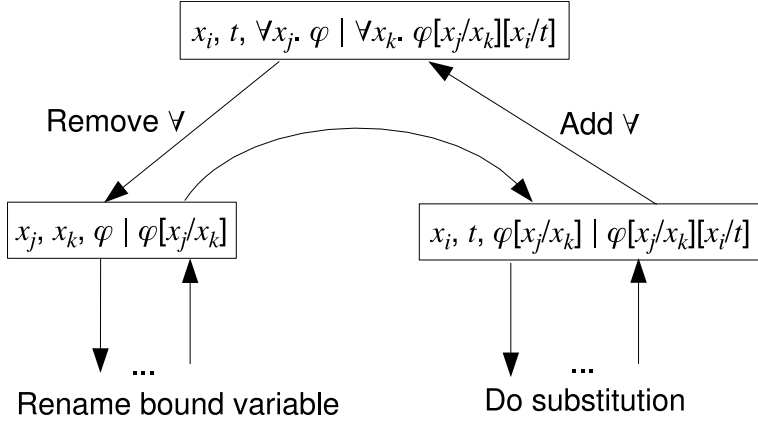 xᵢ, t, ∀xⱼ. φ | ∀xₖ. φ[xⱼ/xₖ][xᵢ/t]
Remove ∀
Add ∀
xⱼ, xₖ, φ | φ[xⱼ/xₖ]
xᵢ, t, φ[xⱼ/xₖ] | φ[xⱼ/xₖ][xᵢ/t]
...
...
Rename bound variable
Do substitution